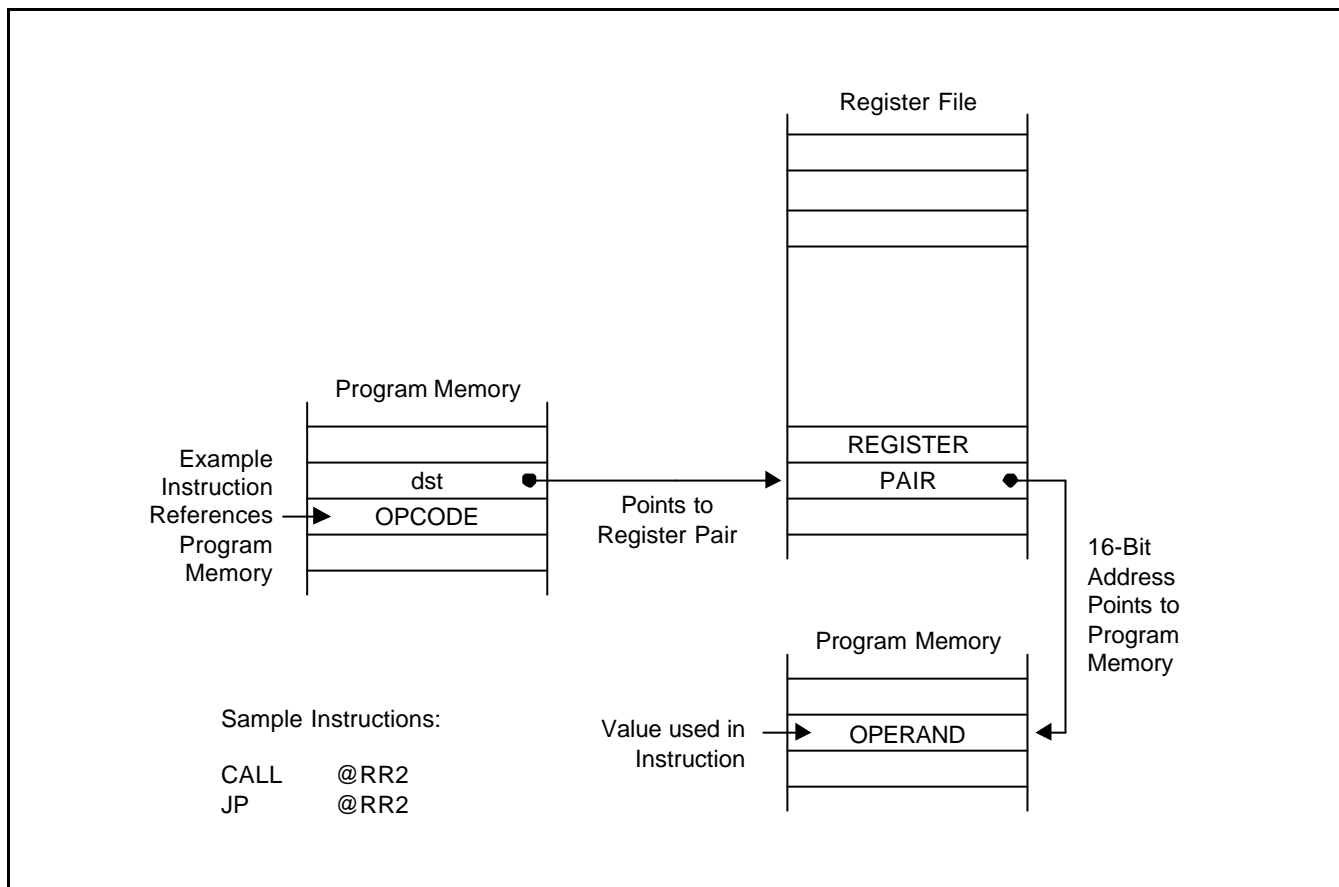 Register File
Program Memory
REGISTER
Example
Instruction
References
Program
Memory
dst
OPCODE
Points to
Register Pair
PAIR
16-Bit
Address
Points to
Program
Memory
Program Memory
Sample Instructions:
CALL @RR2
JP @RR2
Value used in
Instruction
OPERAND